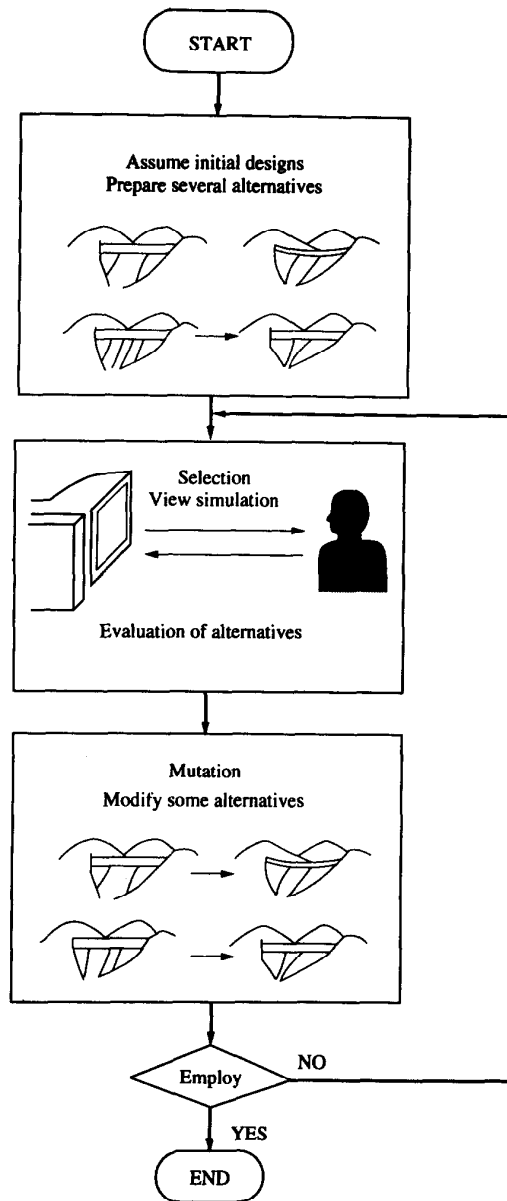 START
Assume initial designs
Prepare several alternatives
Selection
View simulation
Evaluation of alternatives
Mutation
Modify some alternatives
Employ
NO
YES
END